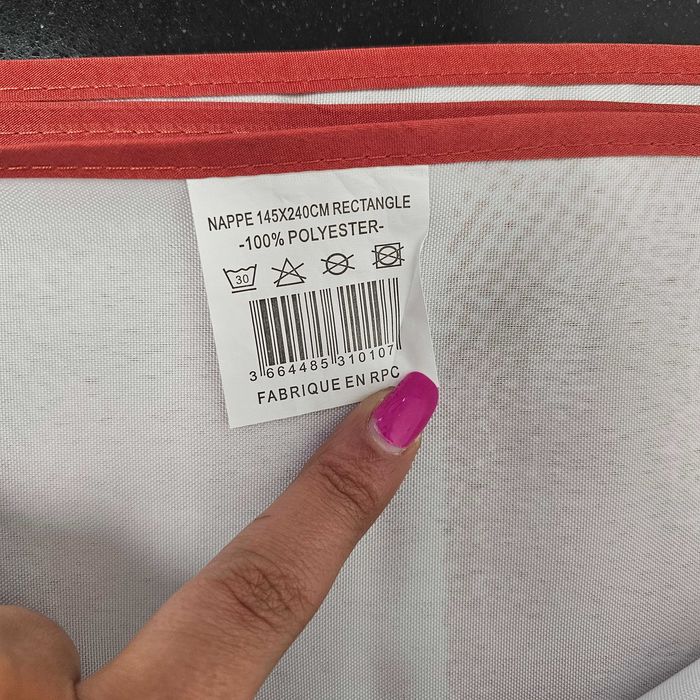 NAPPE 145X240CM RECTANGLE
-100% POLYESTER-
30
3 664485 310107
FABRIQUE EN RPC